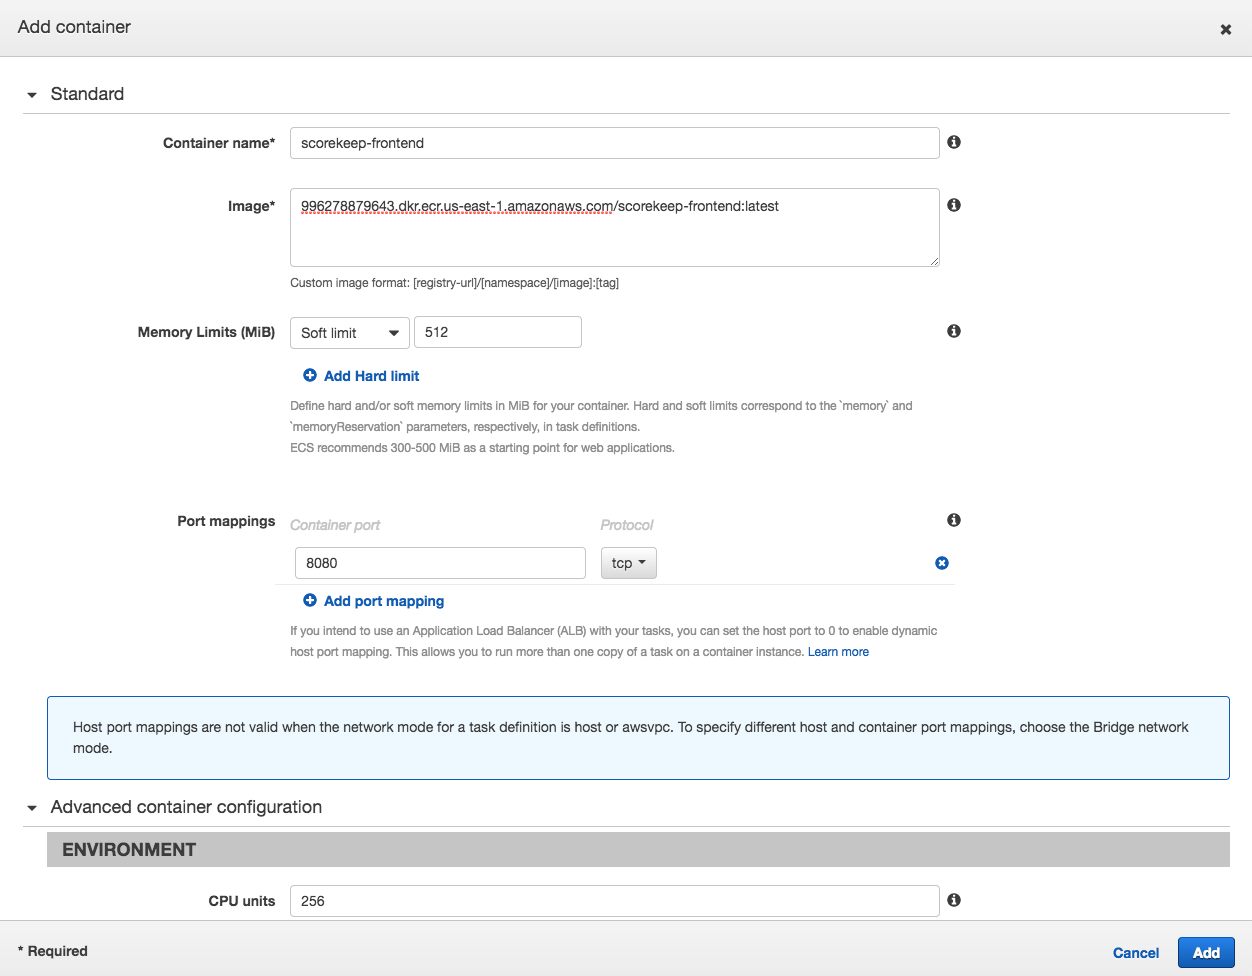 Add container
Standard
Container name*
scorekeep-frontend
Image*
996278879643.dkr.ecr.us-east-1.amazonaws.com/scorekeep-frontend:latest
Custom image format: [registry-url]/[namespace]/[image]:[tag]
Memory Limits (MiB)
Soft limit
512
Add Hard limit
Define hard and/or soft memory limits in MiB for your container. Hard and soft limits correspond to the `memory` and
`memoryReservation` parameters, respectively, in task definitions.
ECS recommends 300-500 MiB as a starting point for web applications.
Port mappings
Container port
Protocol
8080
tcp
Add port mapping
If you intend to use an Application Load Balancer (ALB) with your tasks, you can set the host port to 0 to enable dynamic
host port mapping. This allows you to run more than one copy of a task on a container instance. Learn more
Host port mappings are not valid when the network mode for a task definition is host or awsvpc. To specify different host and container port mappings, choose the Bridge network
mode.
Advanced container configuration
ENVIRONMENT
CPU units
256
* Required
Cancel
Add